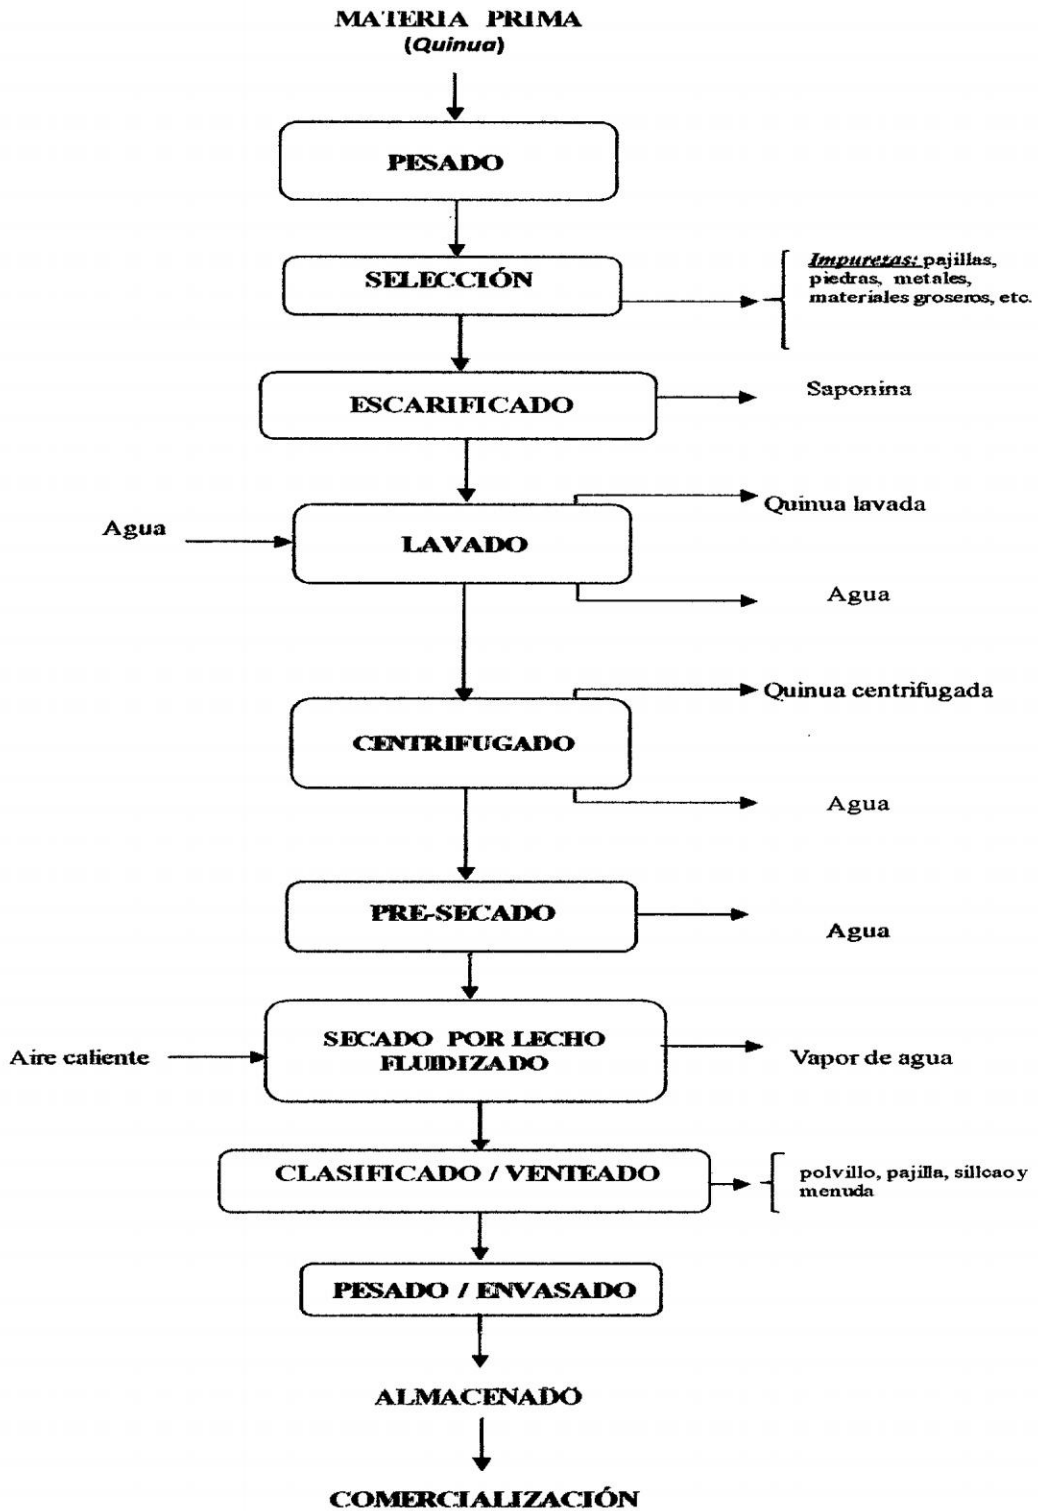 MATERIA PRIMA
(Quinua)
PESADO
SELECCIÓN
Impurezas: pajillas,
piedras, metales,
materiales groseros, etc.
ESCARIFICADO
Saponina
Agua
LAVADO
Quinua lavada
Agua
CENTRIFUGADO
Quinua centrifugada
Agua
PRE-SECADO
Agua
Aire caliente
SECADO POR LECHO
FLUIDIZADO
Vapor de agua
CLASIFICADO / VENTEADO
polvillo, pajilla, sillcao y
menuda
PESADO / ENVASADO
ALMACENADO
COMERCIALIZACIÓN